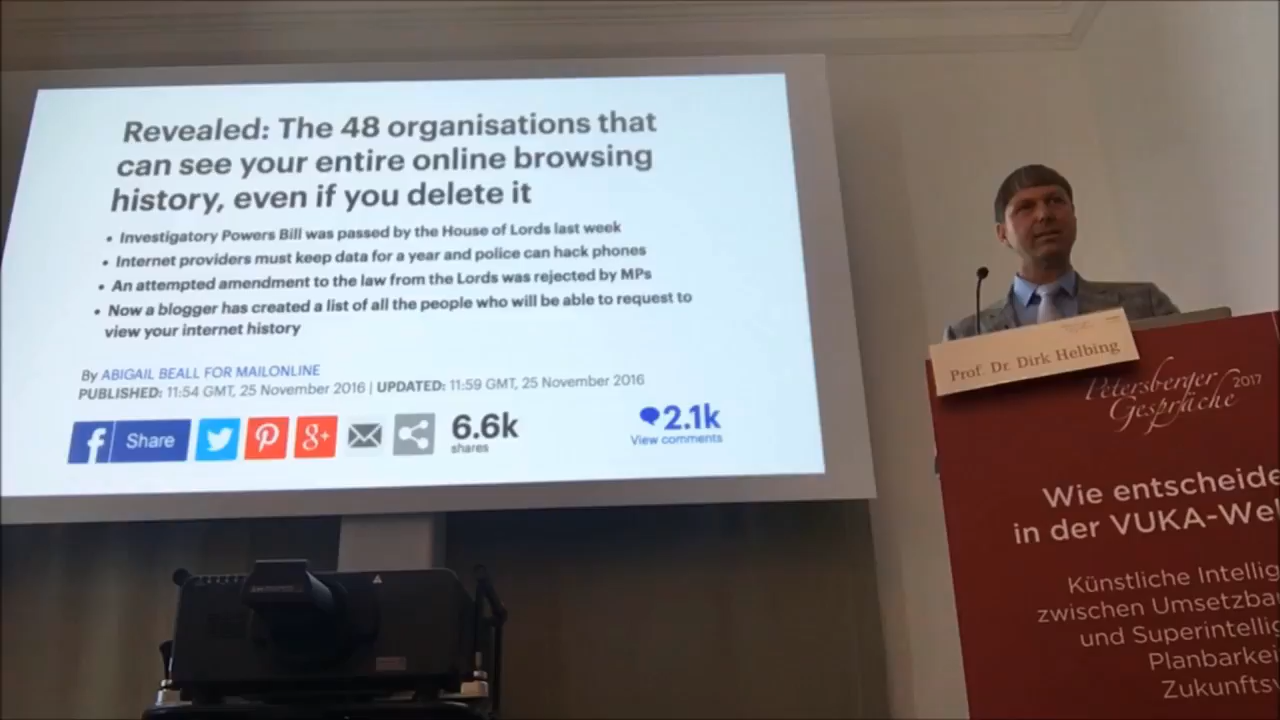 Revealed: The 48 organisations that
can see your entire online browsing
history, even if you delete it
• Investigatory Powers Bill was passed by the House of Lords last week
• Internet providers must keep data for a year and police can hack phones
• An attempted amendment to the law from the Lords was rejected by MPs
• Now a blogger has created a list of all the people who will be able to request to
view your internet history
By ABIGAIL BEALL FOR MAILONLINE
PUBLISHED: 11:54 GMT, 25 November 2016 | UPDATED: 11:59 GMT, 25 November 2016
f Share
g+
6.6k
shares
2.1k
View comments
Prof. Dr. Dirk Helbing
Petersberger
Gespräche 2017
Wie entscheide
in der VUKA-Wel
Künstliche Intellig
zwischen Umsetzba
und Superintellig
Planbarkei
Zukunftsv